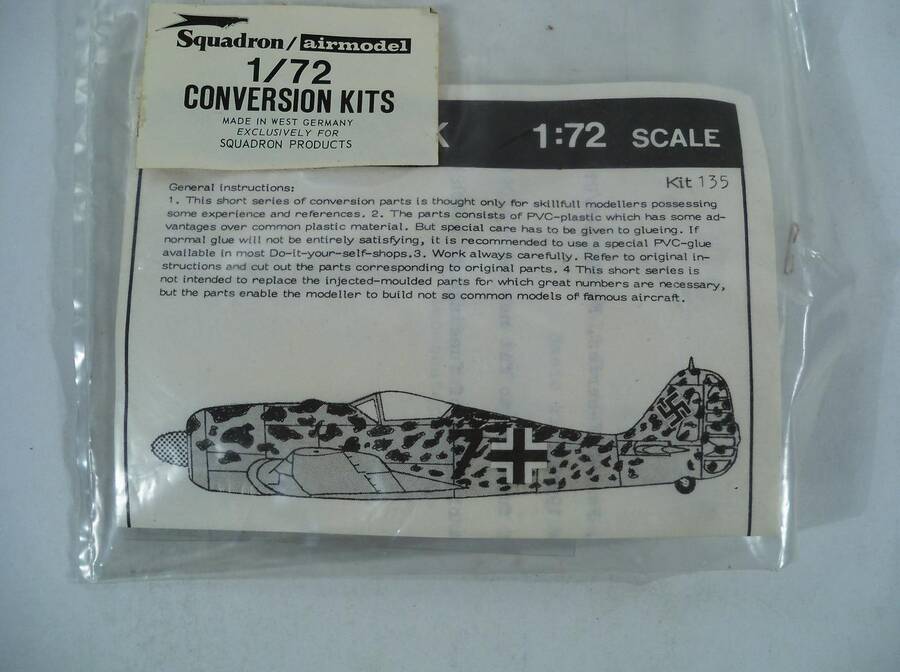 Squadron/airmodel
1/72
CONVERSION KITS
MADE IN WEST GERMANY
EXCLUSIVELY FOR
SQUADRON PRODUCTS
K 1:72 SCALE
Kit 135
General instructions:
1. This short series of conversion parts is thought only for skillfull modellers possessing
some experience and references. 2. The parts consists of PVC-plastic which has some ad-
vantages over common plastic material. But special care has to be given to glueing. If
normal glue will not be entirely satisfying, it is recommended to use a special PVC-glue
available in most Do-it-your-self-shops.3. Work always carefully. Refer to original in-
structions and cut out the parts corresponding to original parts. 4 This short series is
not intended to replace the injected-moulded parts for which great numbers are necessary,
but the parts enable the modeller to build not so common models of famous aircraft.
7